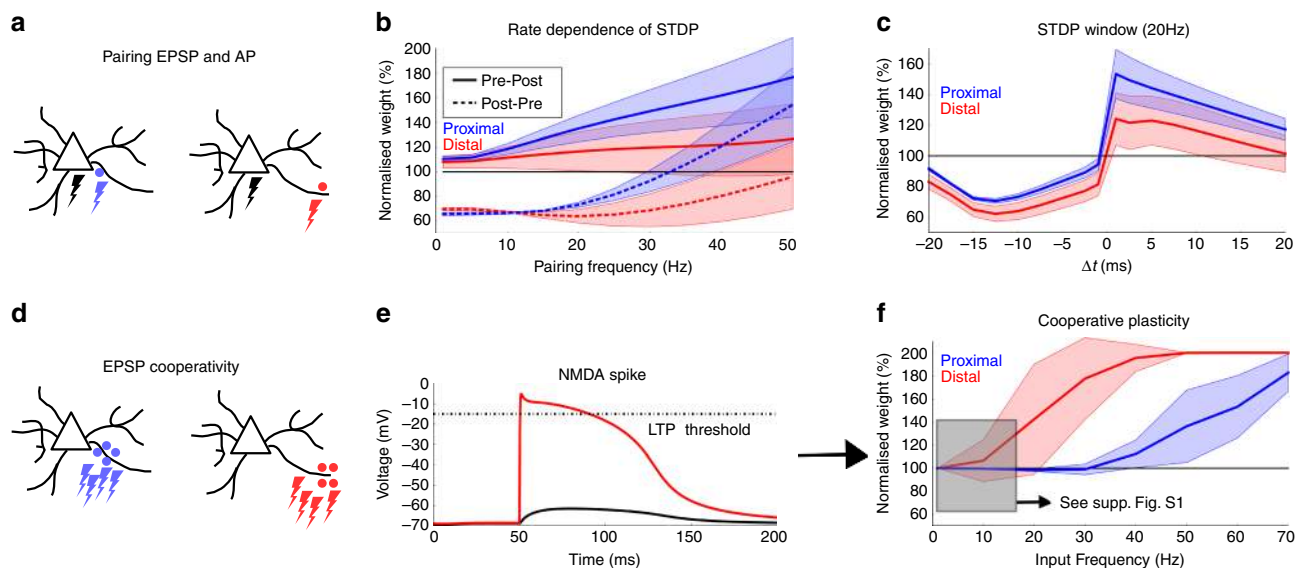 a
Pairing EPSP and AP
b
Rate dependence of STDP
Normalised weight (%)
200
180
160
140
120
100
80
60
Pre-Post
Post-Pre
Proximal
Distal
0 10 20 30 40 50
Pairing frequency (Hz)
c
STDP window (20Hz)
Normalised weight (%)
160
140
120
100
80
60
Proximal
Distal
−20 −15 −10 −5 0 5 10 15 20
Δt (ms)
d
EPSP cooperativity
e
NMDA spike
Voltage (mV)
0
−10
−20
−30
−40
−50
−60
−70
LTP threshold
0 50 100 150 200
Time (ms)
f
Cooperative plasticity
Normalised weight (%)
200
180
160
140
120
100
80
60
Proximal
Distal
See supp. Fig. S1
0 10 20 30 40 50 60 70
Input Frequency (Hz)